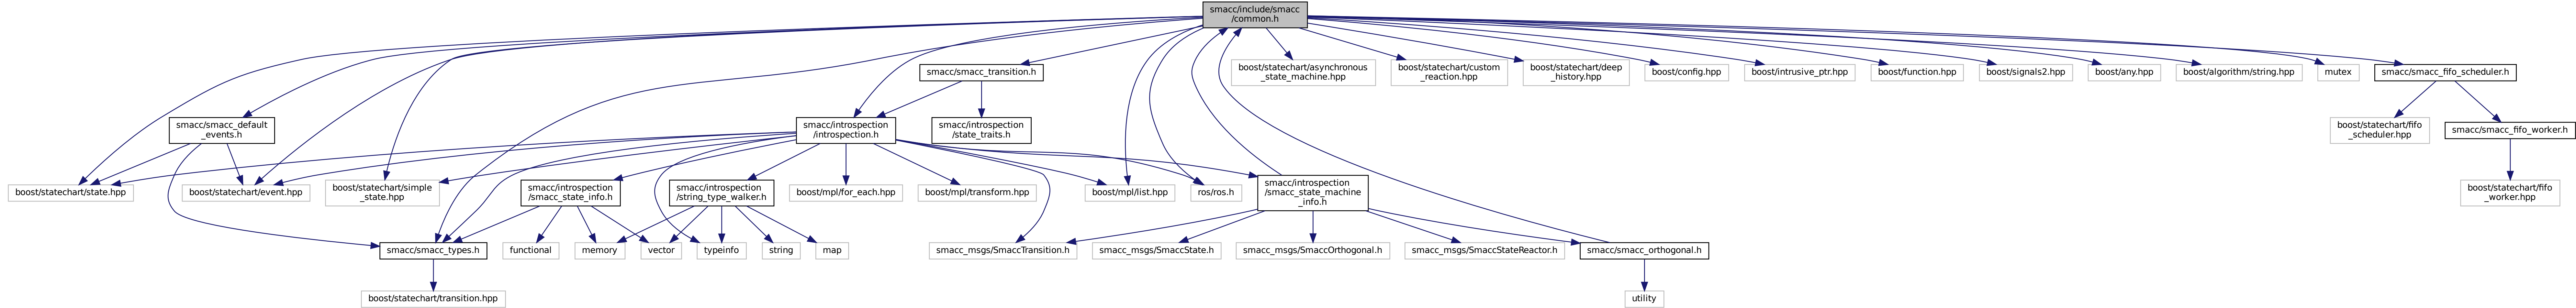 smacc/include/smacc
/common.h
smacc/smacc_transition.h
boost/statechart/asynchronous
_state_machine.hpp
boost/statechart/custom
_reaction.hpp
boost/statechart/deep
_history.hpp
boost/config.hpp
boost/intrusive_ptr.hpp
boost/function.hpp
boost/signals2.hpp
boost/any.hpp
boost/algorithm/string.hpp
mutex
smacc/smacc_fifo_scheduler.h
smacc/smacc_default
_events.h
smacc/introspection
/introspection.h
smacc/introspection
/state_traits.h
boost/statechart/fifo
_scheduler.hpp
smacc/smacc_fifo_worker.h
boost/statechart/state.hpp
boost/statechart/event.hpp
boost/statechart/simple
_state.hpp
smacc/introspection
/smacc_state_info.h
smacc/introspection
/string_type_walker.h
boost/mpl/for_each.hpp
boost/mpl/transform.hpp
boost/mpl/list.hpp
ros/ros.h
smacc/introspection
/smacc_state_machine
_info.h
boost/statechart/fifo
_worker.hpp
smacc/smacc_types.h
functional
memory
vector
typeinfo
string
map
smacc_msgs/SmaccTransition.h
smacc_msgs/SmaccState.h
smacc_msgs/SmaccOrthogonal.h
smacc_msgs/SmaccStateReactor.h
smacc/smacc_orthogonal.h
boost/statechart/transition.hpp
utility